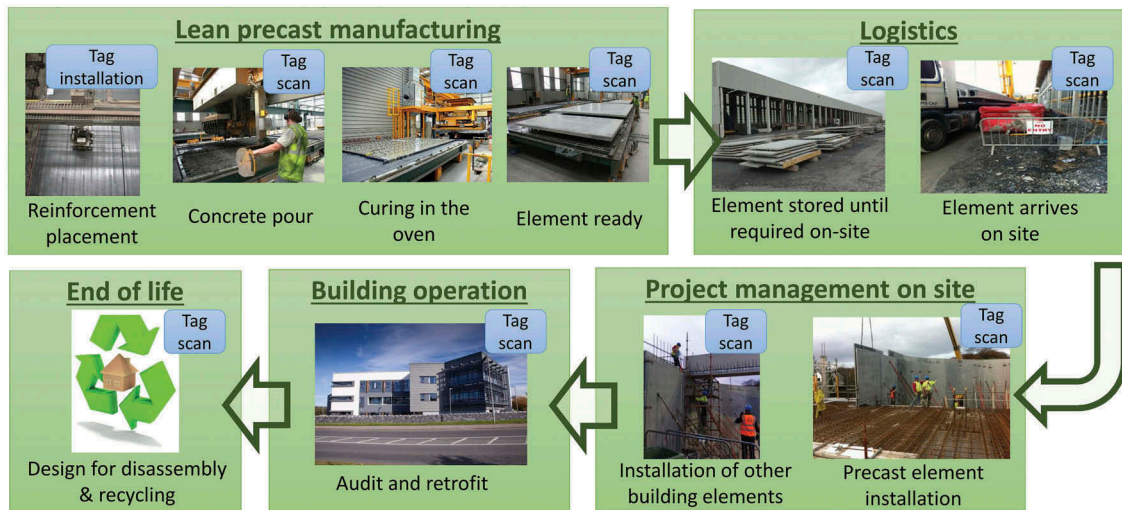 Lean precast manufacturing
Tag
installation
Tag
scan
Tag
scan
Tag
scan
Reinforcement
placement
Concrete pour
Curing in the
oven
Element ready
Logistics
Tag
scan
Tag
scan
NO
ENTRY
Element stored until
required on-site
Element arrives
on site
Project management on site
Tag
scan
Tag
scan
Installation of other
building elements
Precast element
installation
Building operation
Tag
scan
Audit and retrofit
End of life
Tag
scan
Design for disassembly
& recycling